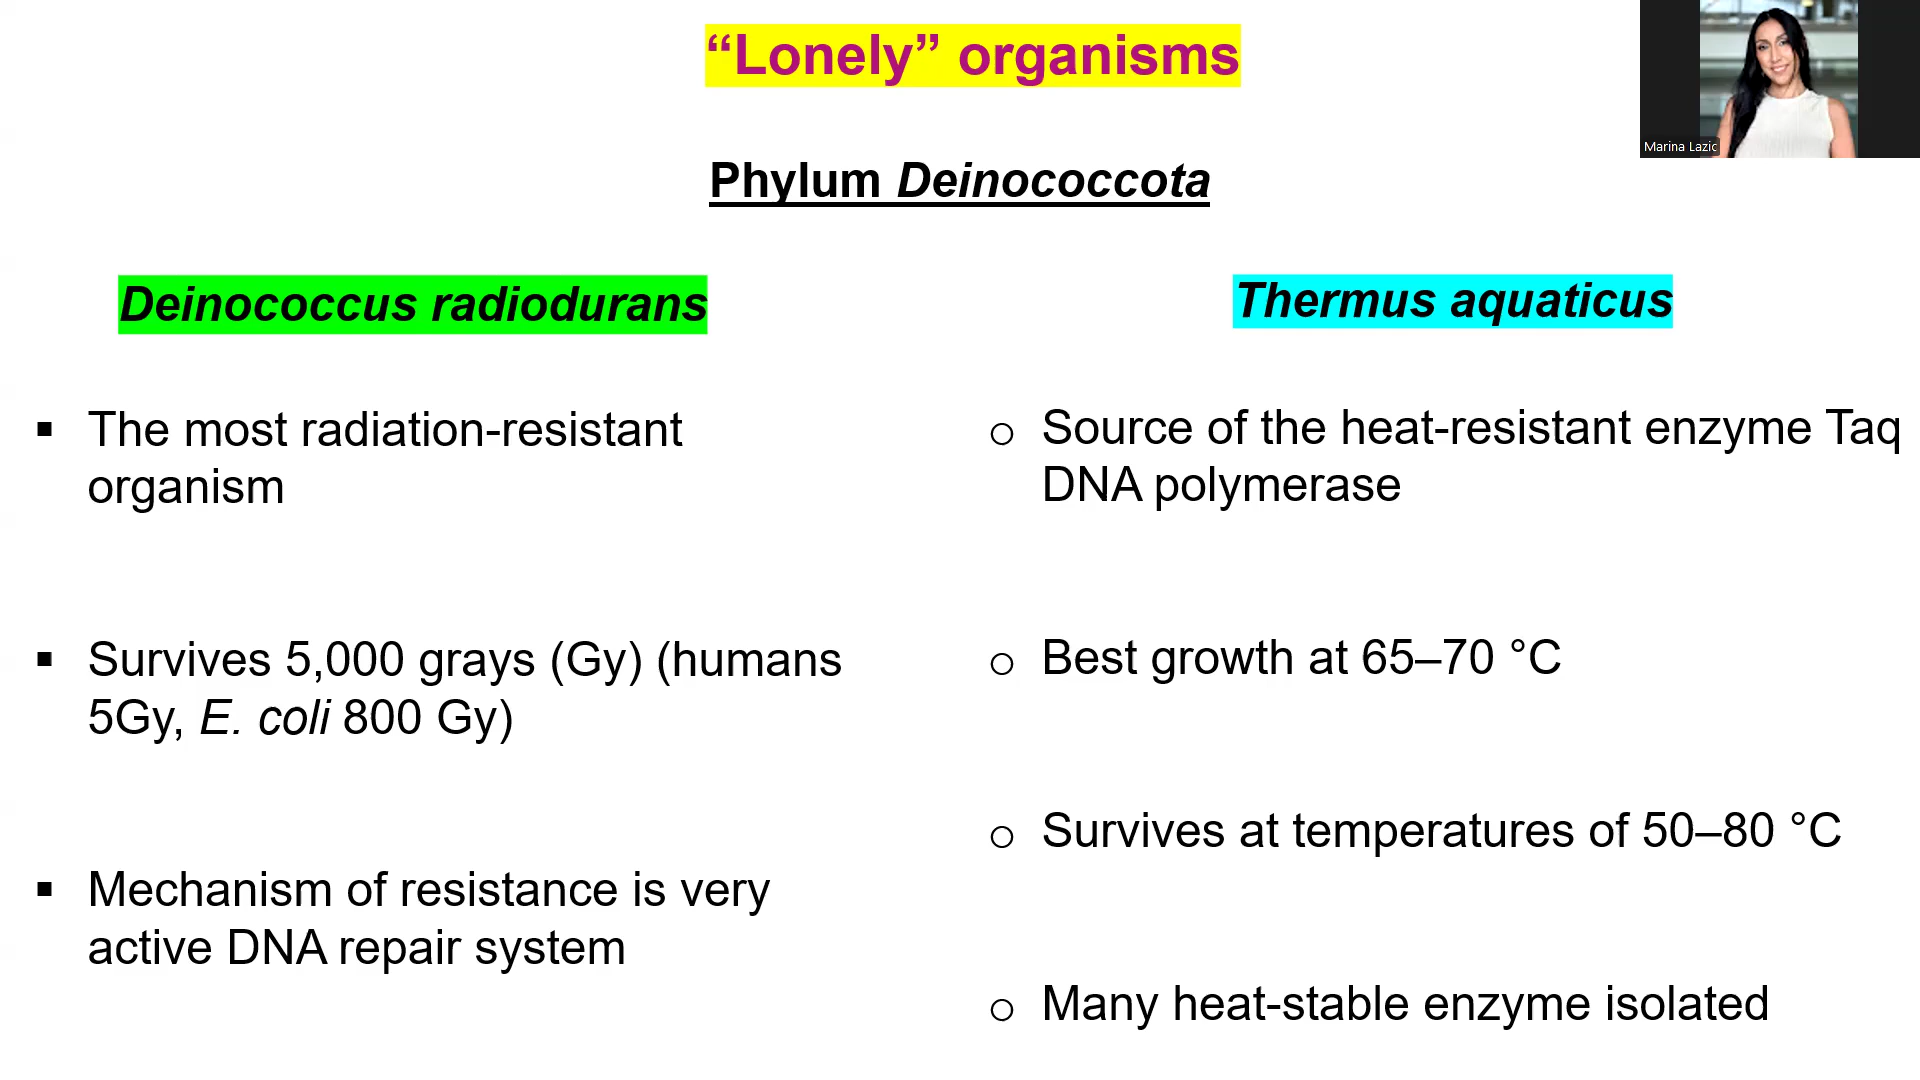 “Lonely” organisms
Marina Lazic
Phylum Deinococcota
Deinococcus radiodurans
▪ The most radiation-resistant
organism
▪ Survives 5,000 grays (Gy) (humans
5Gy, E. coli 800 Gy)
▪ Mechanism of resistance is very
active DNA repair system
Thermus aquaticus
o Source of the heat-resistant enzyme Taq
DNA polymerase
o Best growth at 65–70 °C
o Survives at temperatures of 50–80 °C
o Many heat-stable enzyme isolated